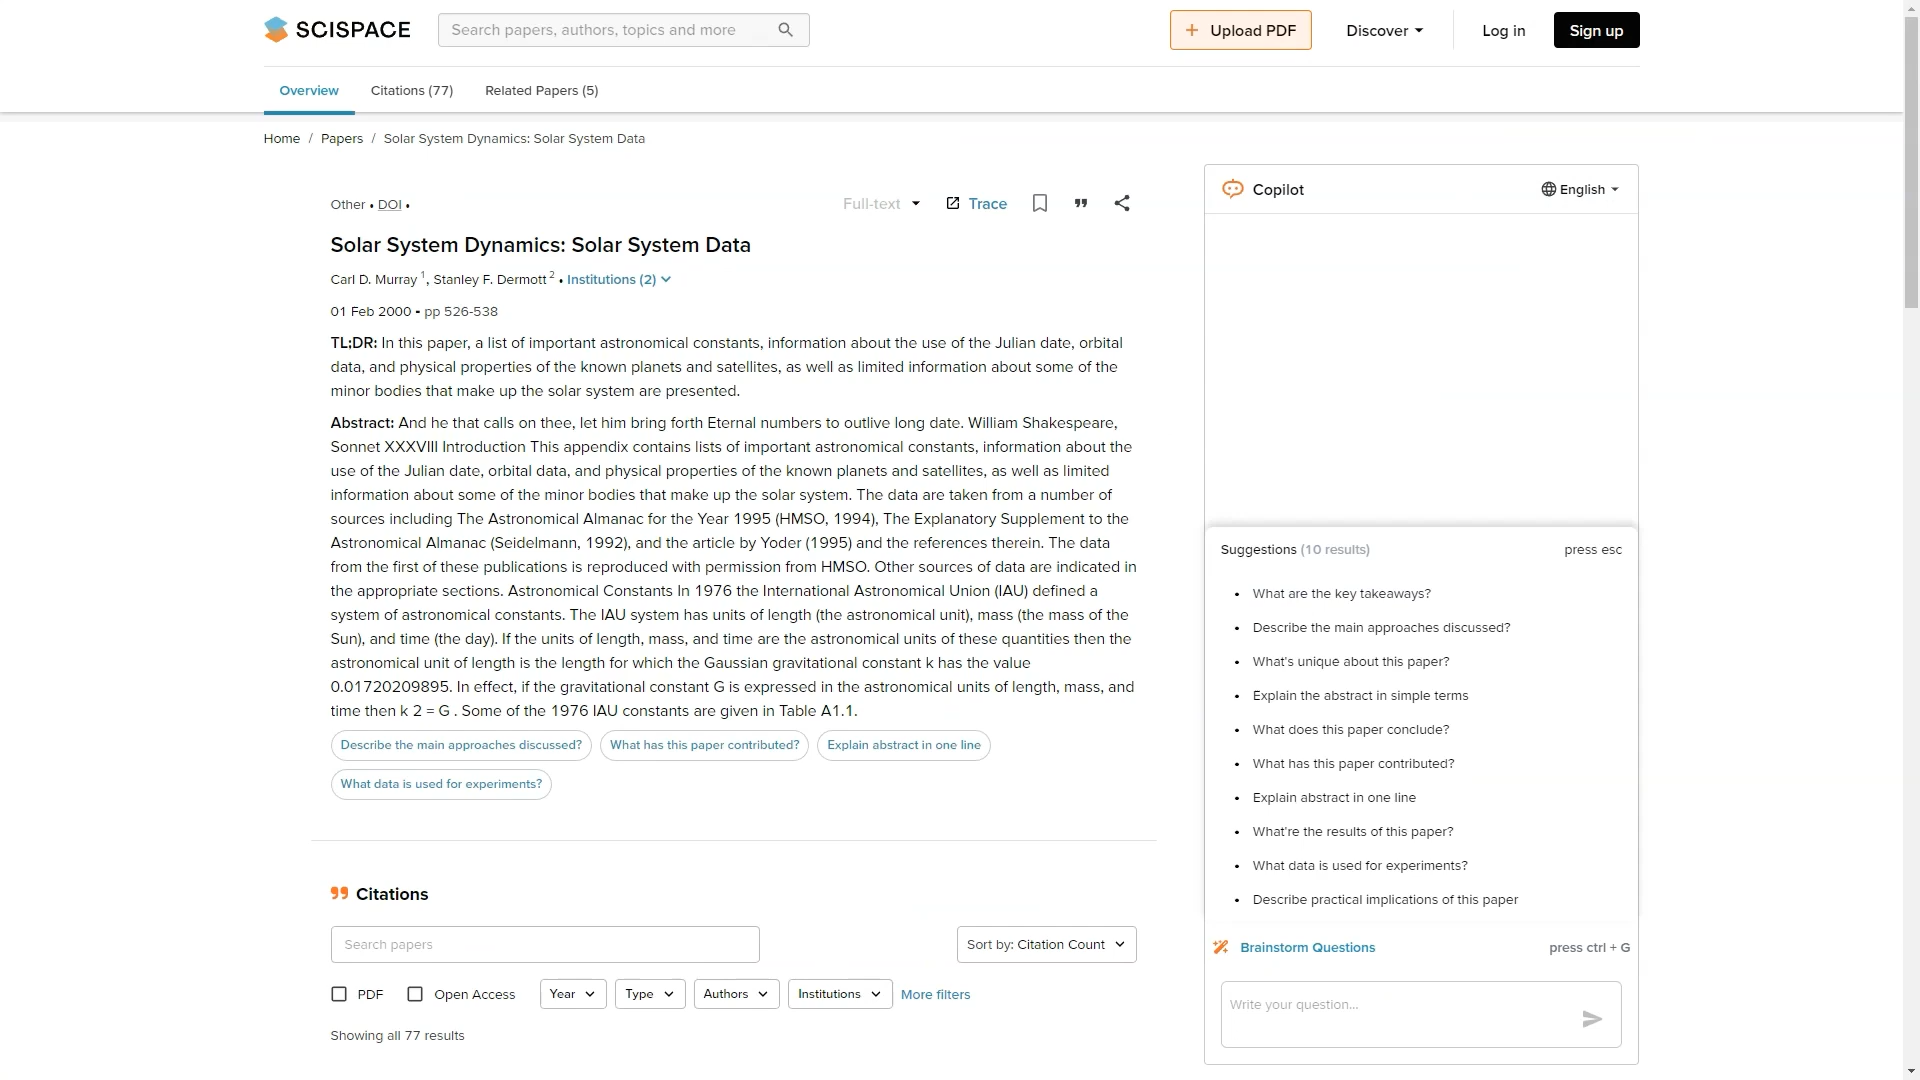 SCISPACE
Search papers, authors, topics and more
Upload PDF
Discover
Log in
Sign up
Overview
Citations (77)
Related Papers (5)
Home / Papers / Solar System Dynamics: Solar System Data
Other • DOI •
Full-text
Trace
Solar System Dynamics: Solar System Data
Carl D. Murray 1, Stanley F. Dermott 2 • Institutions (2)
01 Feb 2000 - pp 526-538
TL;DR: In this paper, a list of important astronomical constants, information about the use of the Julian date, orbital
data, and physical properties of the known planets and satellites, as well as limited information about some of the
minor bodies that make up the solar system are presented.
Abstract: And he that calls on thee, let him bring forth Eternal numbers to outlive long date. William Shakespeare,
Sonnet XXXVIII Introduction This appendix contains lists of important astronomical constants, information about the
use of the Julian date, orbital data, and physical properties of the known planets and satellites, as well as limited
information about some of the minor bodies that make up the solar system. The data are taken from a number of
sources including The Astronomical Almanac for the Year 1995 (HMSO, 1994), The Explanatory Supplement to the
Astronomical Almanac (Seidelmann, 1992), and the article by Yoder (1995) and the references therein. The data
from the first of these publications is reproduced with permission from HMSO. Other sources of data are indicated in
the appropriate sections. Astronomical Constants In 1976 the International Astronomical Union (IAU) defined a
system of astronomical constants. The IAU system has units of length (the astronomical unit), mass (the mass of the
Sun), and time (the day). If the units of length, mass, and time are the astronomical units of these quantities then the
astronomical unit of length is the length for which the Gaussian gravitational constant k has the value
0.01720209895. In effect, if the gravitational constant G is expressed in the astronomical units of length, mass, and
time then k 2 = G . Some of the 1976 IAU constants are given in Table A1.1.
Describe the main approaches discussed?
What has this paper contributed?
Explain abstract in one line
What data is used for experiments?
Citations
Search papers
Sort by: Citation Count
PDF
Open Access
Year
Type
Authors
Institutions
More filters
Showing all 77 results
Copilot
English
Suggestions (10 results)
press esc
• What are the key takeaways?
• Describe the main approaches discussed?
• What's unique about this paper?
• Explain the abstract in simple terms
• What does this paper conclude?
• What has this paper contributed?
• Explain abstract in one line
• What're the results of this paper?
• What data is used for experiments?
• Describe practical implications of this paper
Brainstorm Questions
press ctrl + G
Write your question...